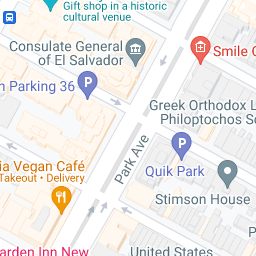 Gift shop in a historic
cultural venue
Consulate General
of El Salvador
Smile
Parking 36
P
Greek Orthodox
Philoptochos
Park Ave
P
Quik Park
Vegan Café
Takeout • Delivery
Stimson House
arden Inn New
United States